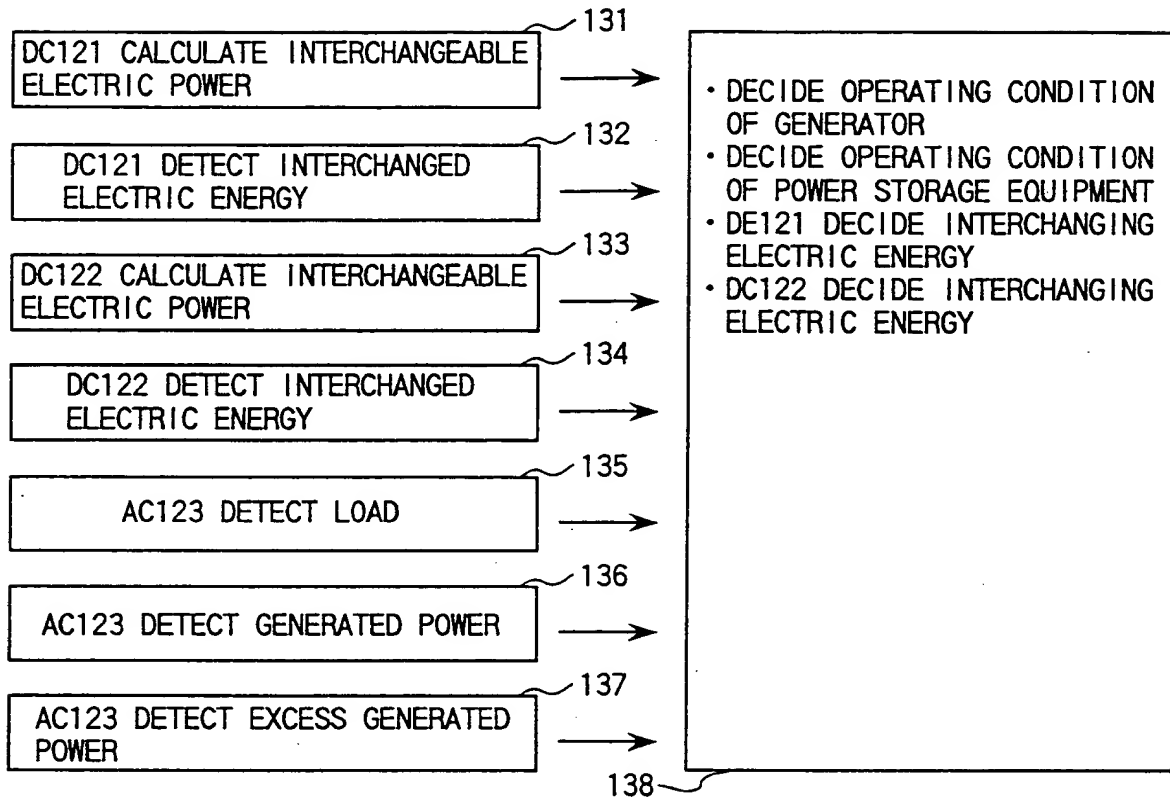 131
DC121 CALCULATE INTERCHANGEABLE
ELECTRIC POWER
132
DC121 DETECT INTERCHANGED
ELECTRIC ENERGY
133
DC122 CALCULATE INTERCHANGEABLE
ELECTRIC POWER
134
DC122 DETECT INTERCHANGED
ELECTRIC ENERGY
135
AC123 DETECT LOAD
136
AC123 DETECT GENERATED POWER
137
AC123 DETECT EXCESS GENERATED
POWER
・DECIDE OPERATING CONDITION
OF GENERATOR
・DECIDE OPERATING CONDITION
OF POWER STORAGE EQUIPMENT
・DE121 DECIDE INTERCHANGING
ELECTRIC ENERGY
・DC122 DECIDE INTERCHANGING
ELECTRIC ENERGY
138